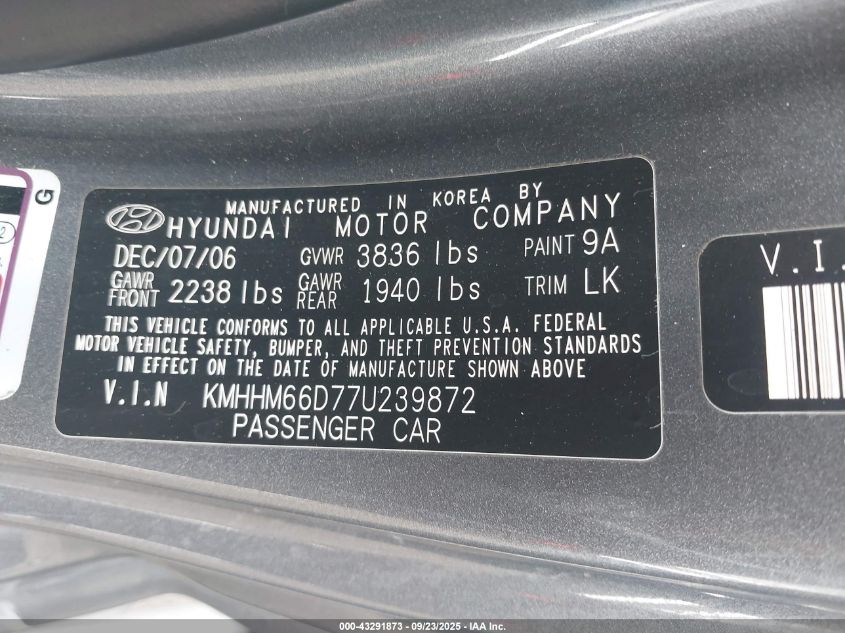 MANUFACTURED IN KOREA BY
HYUNDAI MOTOR COMPANY
DEC/07/06 GVWR 3836 lbs PAINT 9A
GAWR FRONT 2238 lbs GAWR REAR 1940 lbs TRIM LK
THIS VEHICLE CONFORMS TO ALL APPLICABLE U.S.A. FEDERAL
MOTOR VEHICLE SAFETY, BUMPER, AND THEFT PREVENTION STANDARDS
IN EFFECT ON THE DATE OF MANUFACTURE SHOWN ABOVE
V.I.N KMHHM66D77U239872
PASSENGER CAR
G
2
V.I.
000-43291873 - 09/23/2025 - IAA Inc.